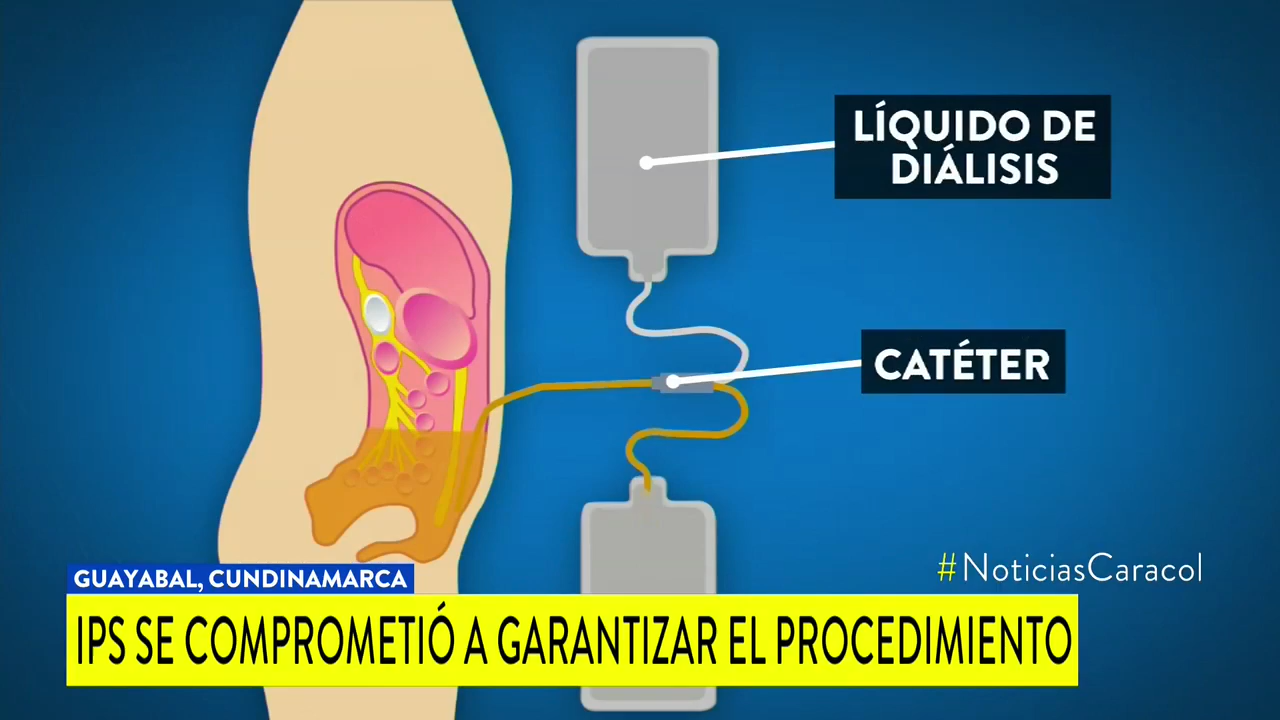 LÍQUIDO DE
DIÁLISIS
CATÉTER
#NoticiasCaracol
GUAYABAL, CUNDINAMARCA
IPS SE COMPROMETIÓ A GARANTIZAR EL PROCEDIMIENTO